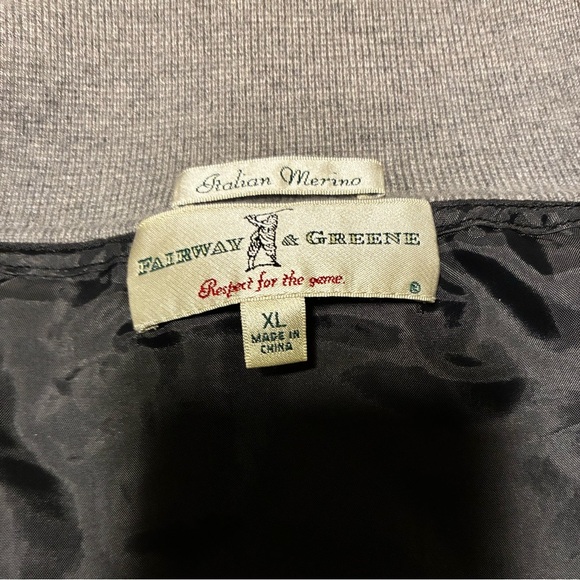 Italian Merino
FAIRWAY & GREENE
Respect for the game.
®
XL
MADE IN
CHINA